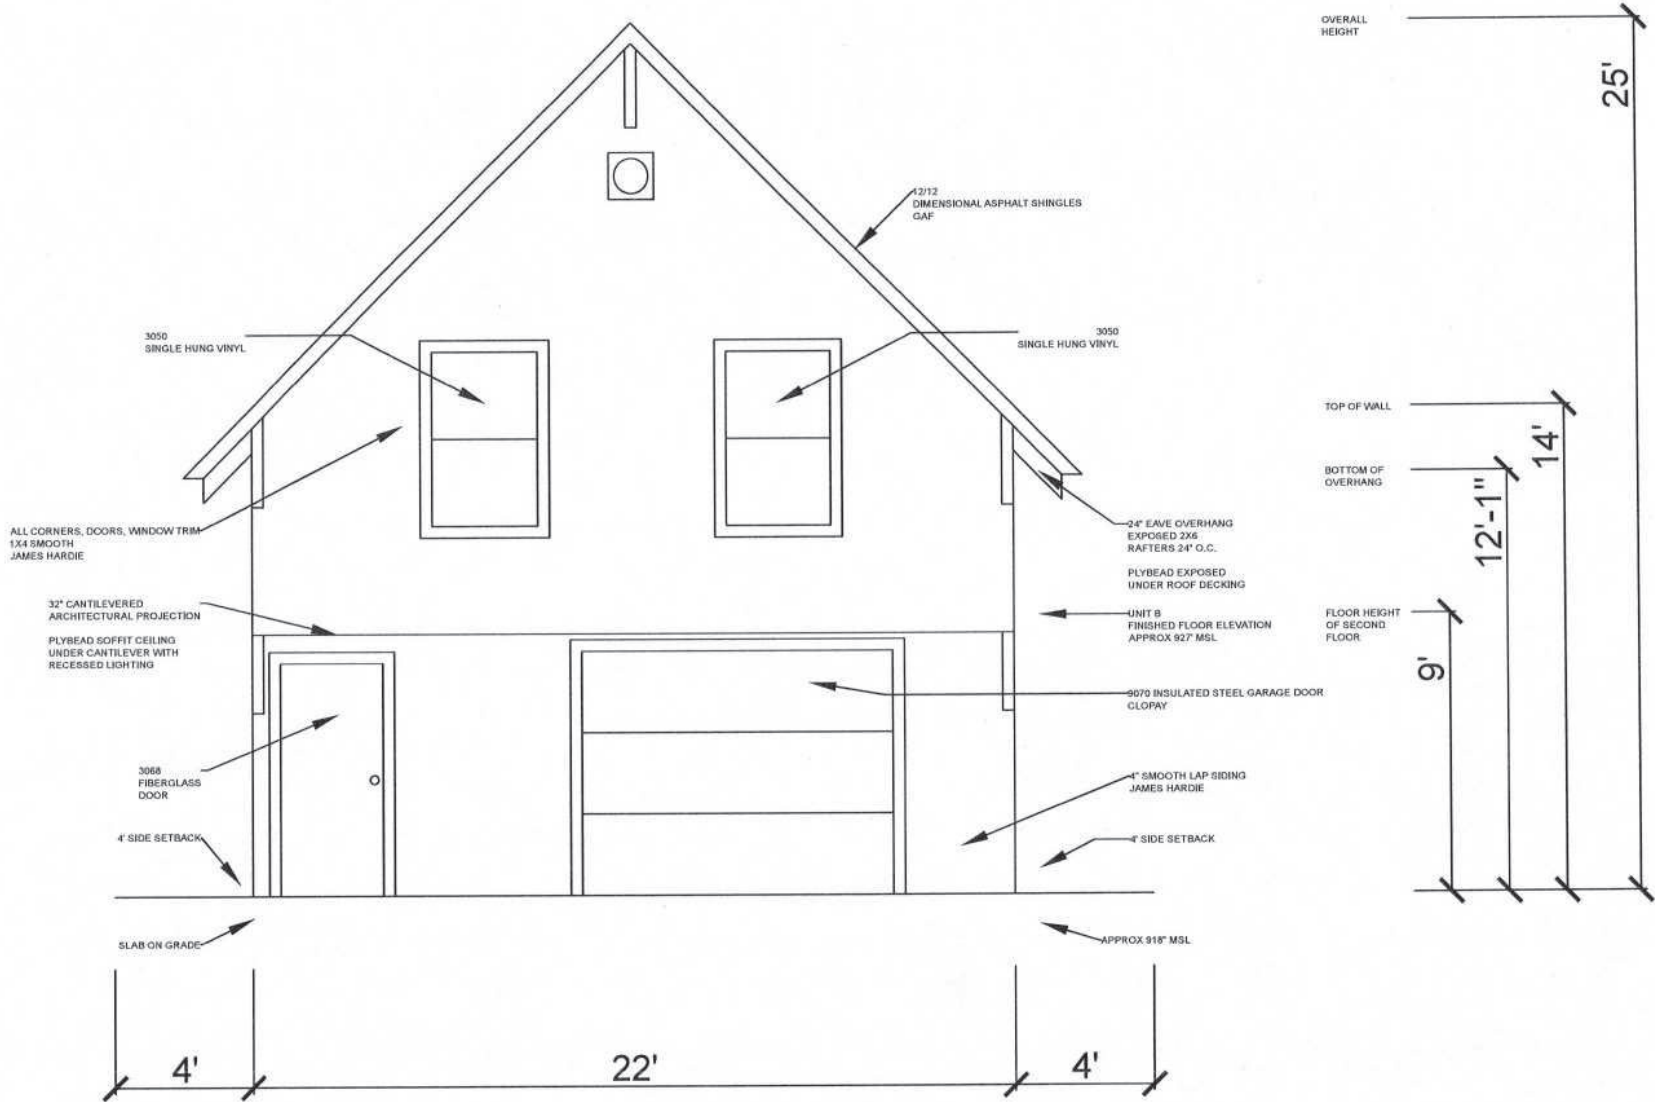 OVERALL
HEIGHT
25'
12/12
DIMENSIONAL ASPHALT SHINGLES
GAF
3050
SINGLE HUNG VINYL
3050
SINGLE HUNG VINYL
TOP OF WALL
14'
BOTTOM OF
OVERHANG
12'-1"
ALL CORNERS, DOORS, WINDOW TRIM
1X4 SMOOTH
JAMES HARDIE
24" EAVE OVERHANG
EXPOSED 2X6
RAFTERS 24" O.C.
PLYBEAD EXPOSED
UNDER ROOF DECKING
32" CANTILEVERED
ARCHITECTURAL PROJECTION
PLYBEAD SOFFIT CEILING
UNDER CANTILEVER WITH
RECESSED LIGHTING
UNIT B
FINISHED FLOOR ELEVATION
APPROX 927' MSL
FLOOR HEIGHT
OF SECOND
FLOOR
9'
9070 INSULATED STEEL GARAGE DOOR
CLOPAY
3068
FIBERGLASS
DOOR
4" SMOOTH LAP SIDING
JAMES HARDIE
4' SIDE SETBACK
4' SIDE SETBACK
SLAB ON GRADE
APPROX 918" MSL
4'
22'
4'